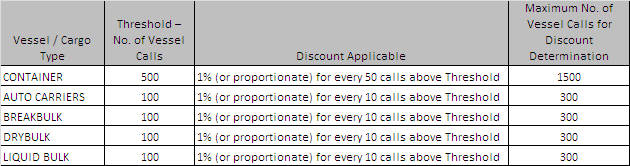 Vessel / Cargo Type
Threshold – No. of Vessel Calls
Discount Applicable
Maximum No. of Vessel Calls for Discount Determination
CONTAINER 500 1% (or proportionate) for every 50 calls above Threshold 1500
AUTO CARRIERS 100 1% (or proportionate) for every 10 calls above Threshold 300
BREAKBULK 100 1% (or proportionate) for every 10 calls above Threshold 300
DRYBULK 100 1% (or proportionate) for every 10 calls above Threshold 300
LIQUID BULK 100 1% (or proportionate) for every 10 calls above Threshold 300